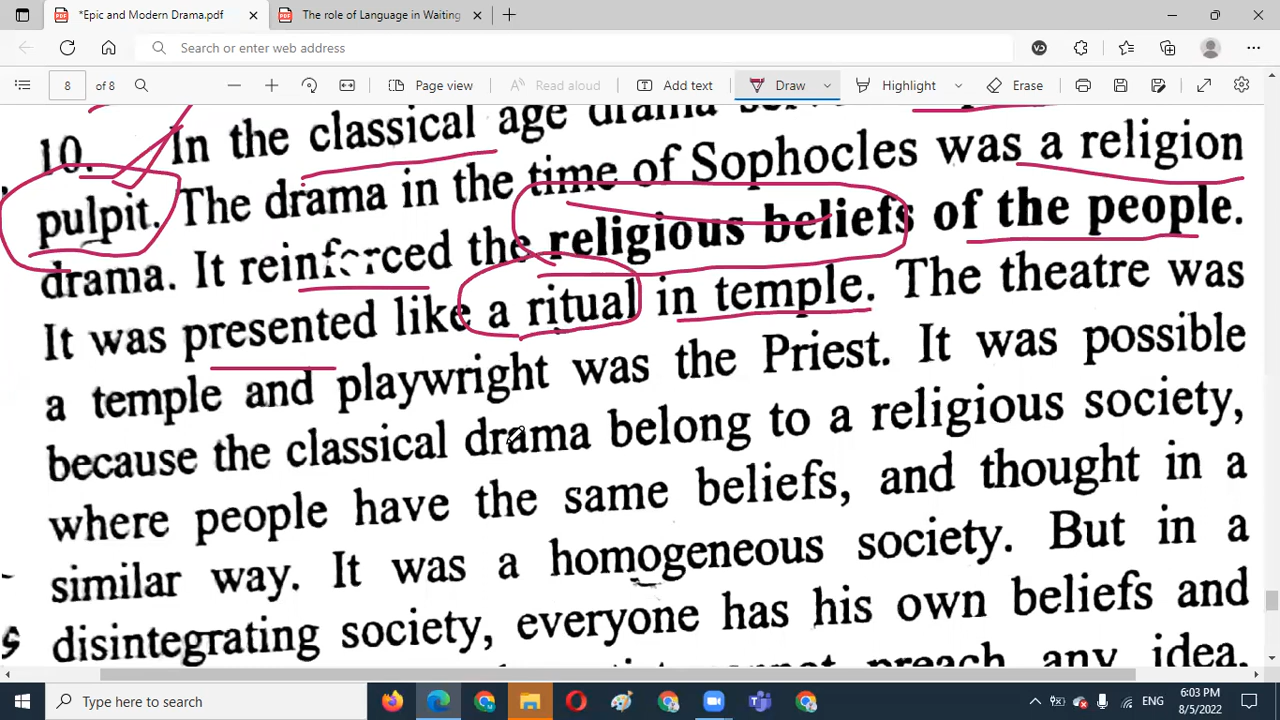 *Epic and Modern Drama.pdf
The role of Language in Waiting
Search or enter web address
8 of 8
Page view
Read aloud
Add text
Draw
Highlight
Erase
10. In the classical age drama
pulpit. The drama in the time of Sophocles was a religion
drama. It reinforced the religious beliefs of the people.
It was presented like a ritual in temple. The theatre was
a temple and playwright was the Priest. It was possible
because the classical drama belong to a religious society,
where people have the same beliefs, and thought in a
similar way. It was a homogeneous society. But in a
disintegrating society, everyone has his own beliefs and
cannot preach any idea,
Type here to search
ENG
6:03 PM
8/5/2022